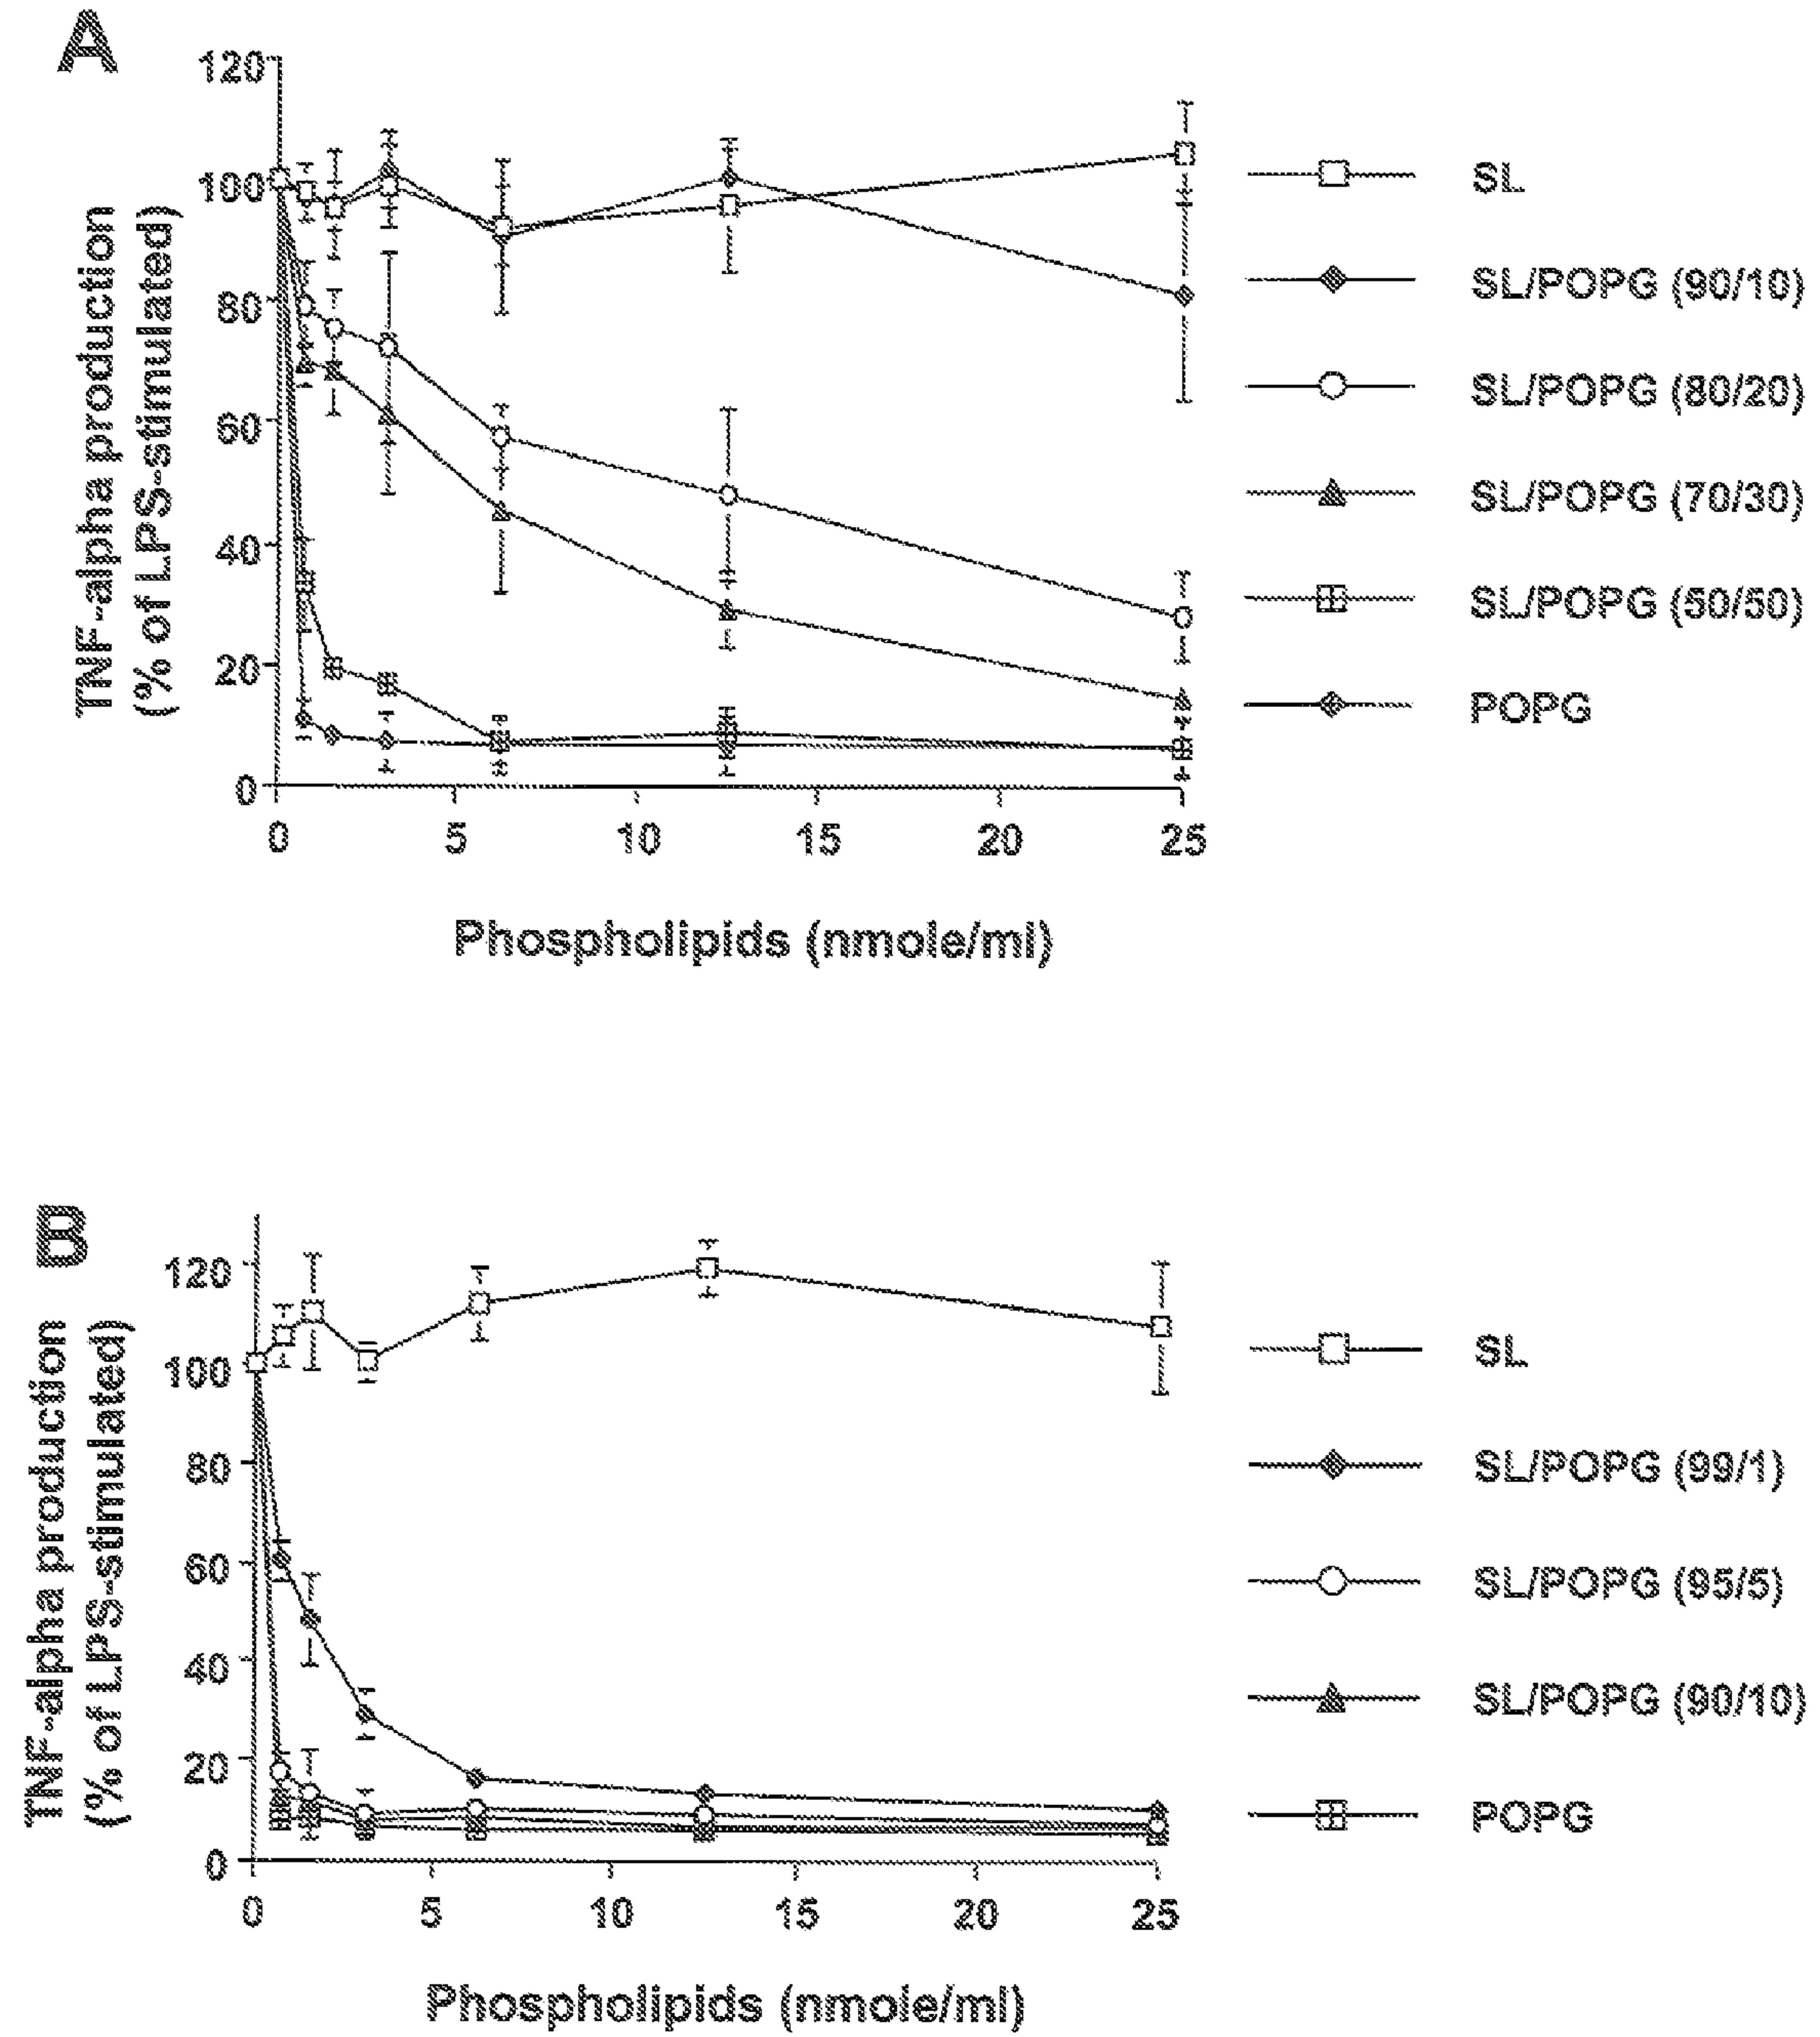 A
120
100
80
60
40
20
0
TNF-alpha production
(% of LPS-stimulated)
0 5 10 15 20 25
Phospholipids (nmole/ml)
SL
SL/POPG (90/10)
SL/POPG (80/20)
SL/POPG (70/30)
SL/POPG (50/50)
POPG
B
120
100
80
60
40
20
0
TNF-alpha production
(% of LPS-stimulated)
0 5 10 15 20 25
Phospholipids (nmole/ml)
SL
SL/POPG (99/1)
SL/POPG (95/5)
SL/POPG (90/10)
POPG